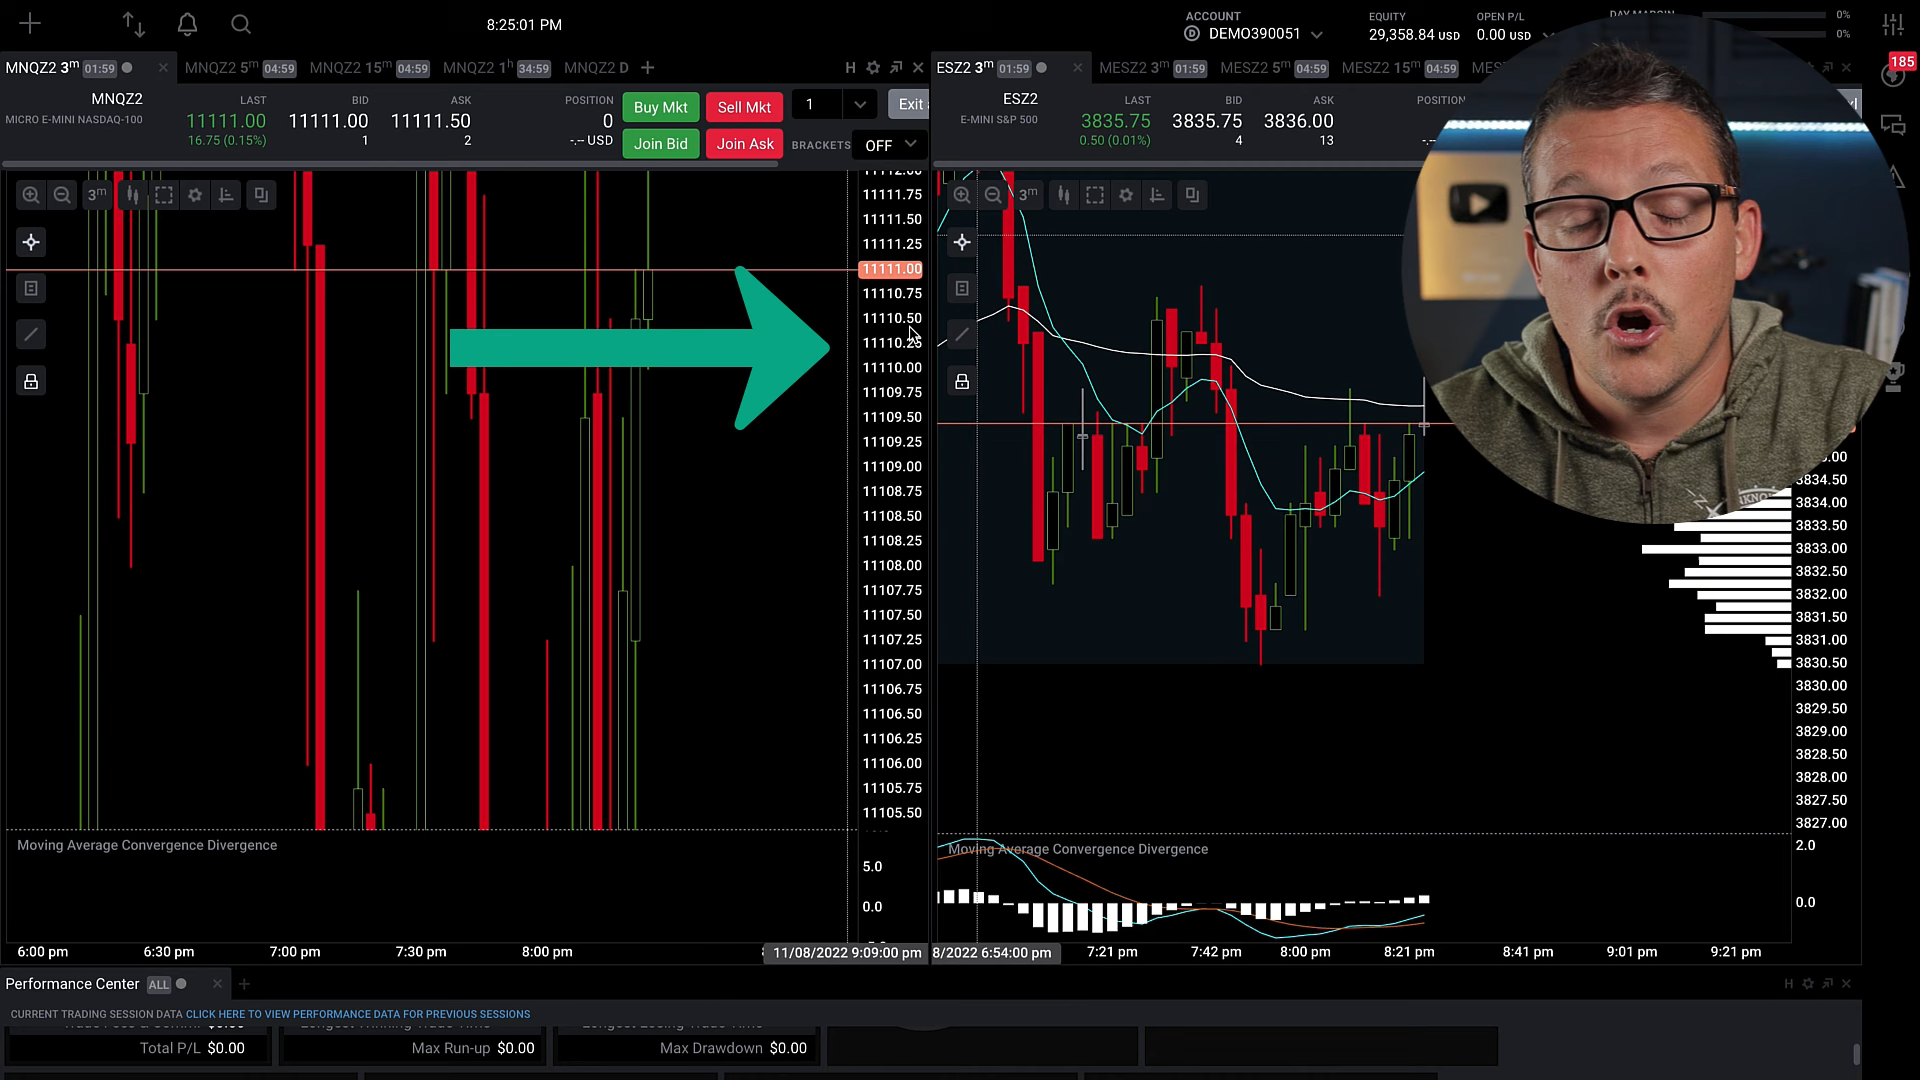 8:25:01 PM
ACCOUNT
D DEMO390051
EQUITY
29,358.84 USD
OPEN P/L
0.00 USD
DAY MARGIN
0%
0%
185
MNQZ2 3m 01:59
MNQZ2 5m 04:59
MNQZ2 15m 04:59
MNQZ2 1h 34:59
MNQZ2 D
H
MNQZ2
MICRO E-MINI NASDAQ-100
LAST
11111.00
16.75 (0.15%)
BID
11111.00
1
ASK
11111.50
2
POSITION
0
-.-- USD
Buy Mkt
Sell Mkt
1
Exit
Join Bid
Join Ask
BRACKETS
OFF
3m
11112.00
11111.75
11111.50
11111.25
11111.00
11110.75
11110.50
11110.25
11110.00
11109.75
11109.50
11109.25
11109.00
11108.75
11108.50
11108.25
11108.00
11107.75
11107.50
11107.25
11107.00
11106.75
11106.50
11106.25
11106.00
11105.75
11105.50
Moving Average Convergence Divergence
5.0
0.0
6:00 pm
6:30 pm
7:00 pm
7:30 pm
8:00 pm
11/08/2022 9:09:00 pm
ESZ2 3m 01:59
MESZ2 3m 01:59
MESZ2 5m 04:59
MESZ2 15m 04:59
ESZ2
E-MINI S&P 500
LAST
3835.75
0.50 (0.01%)
BID
3835.75
4
ASK
3836.00
13
POSITION
3m
3834.50
3834.00
3833.50
3833.00
3832.50
3832.00
3831.50
3831.00
3830.50
3830.00
3829.50
3829.00
3828.50
3828.00
3827.50
3827.00
Moving Average Convergence Divergence
2.0
0.0
8/2022 6:54:00 pm
7:21 pm
7:42 pm
8:00 pm
8:21 pm
8:41 pm
9:01 pm
9:21 pm
Performance Center ALL
H
CURRENT TRADING SESSION DATA CLICK HERE TO VIEW PERFORMANCE DATA FOR PREVIOUS SESSIONS
Total P/L $0.00
Max Run-up $0.00
Max Drawdown $0.00